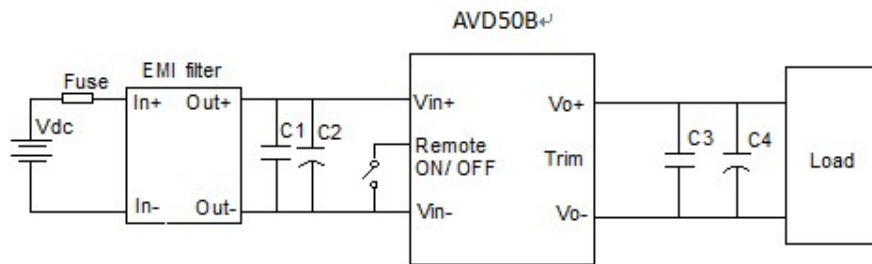 AVD50B↵
EMI filter
Fuse
In+ Out+
Vdc
C1 C2
In- Out-
Vin+ Vo+
Remote
ON/ OFF
Trim
Vin- Vo-
C3 C4
Load